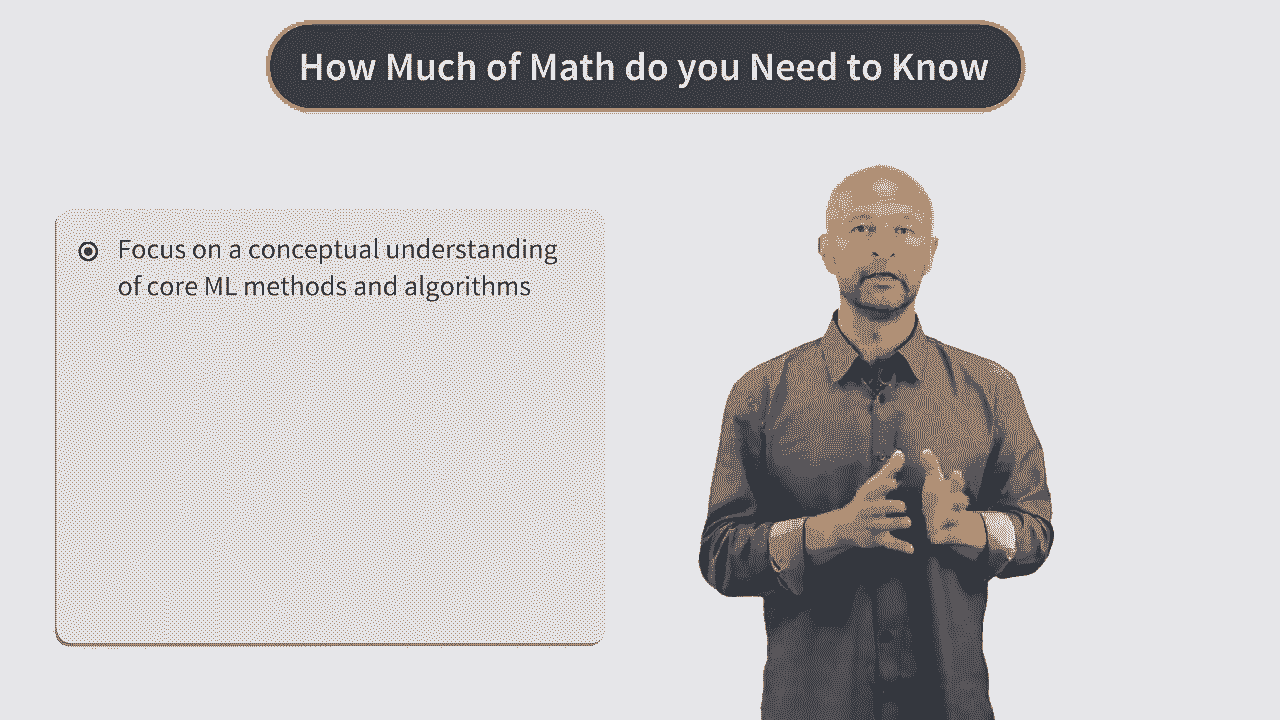 How Much of Math do you Need to Know
Focus on a conceptual understanding
of core ML methods and algorithms